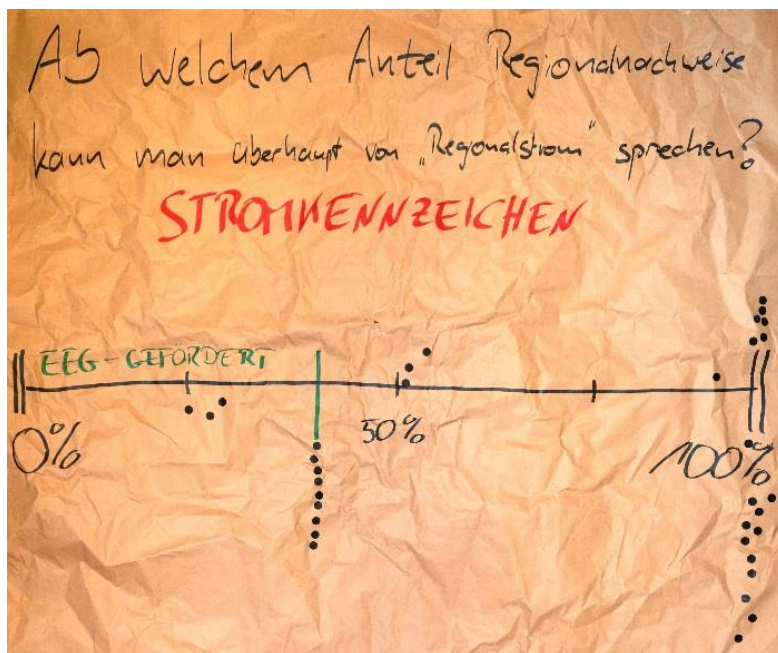 Ab welchem Anteil Regionalnachweise
kann man überhaupt von „Regionalstrom“ sprechen?
STROMKENNZEICHEN
EEG-GEFÖRDERT
0%
50%
100%